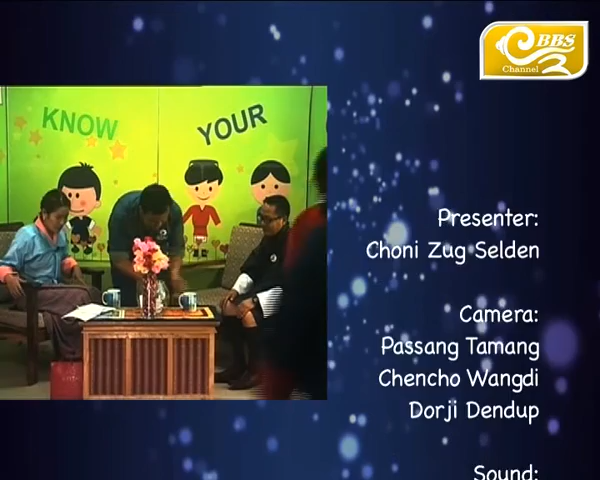 BBS
Channel 2
KNOW YOUR
Presenter:
Choni Zug Selden
Camera:
Passang Tamang
Chencho Wangdi
Dorji Dendup
Sound: